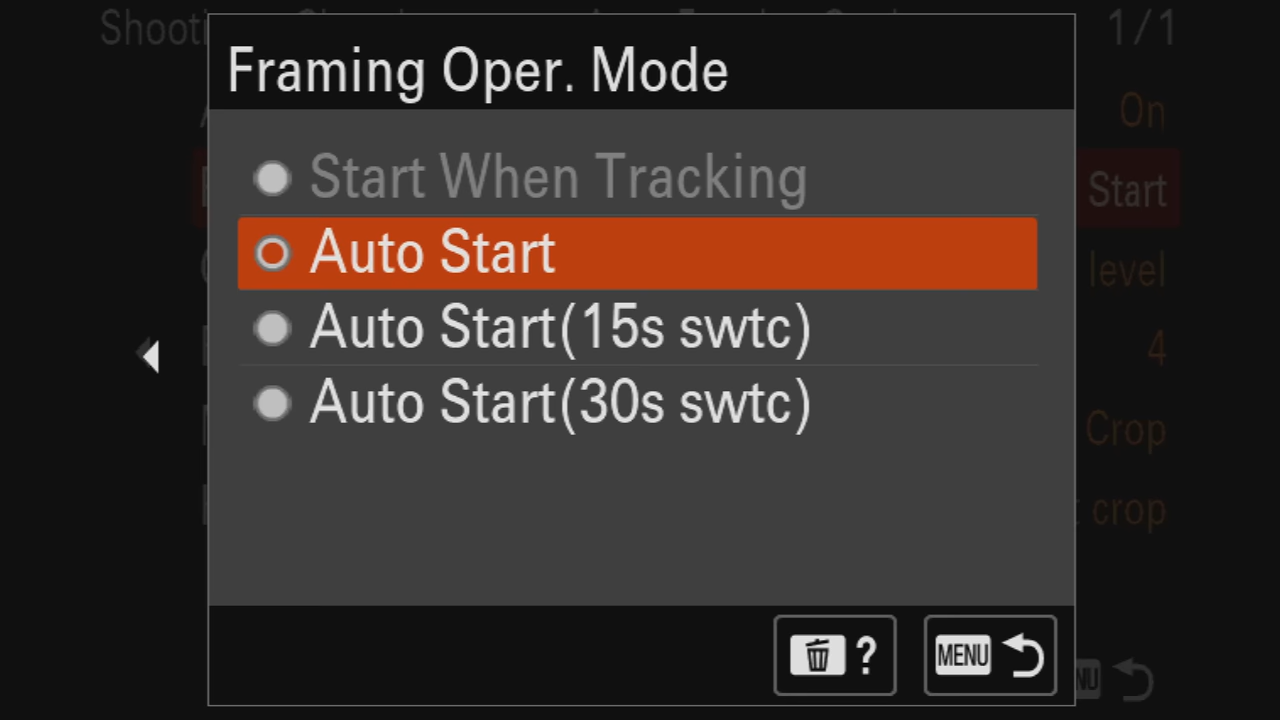 1/1
Framing Oper. Mode
On
Start When Tracking
Start
Auto Start
level
Auto Start(15s swtc)
4
Auto Start(30s swtc)
Crop
crop
?
MENU